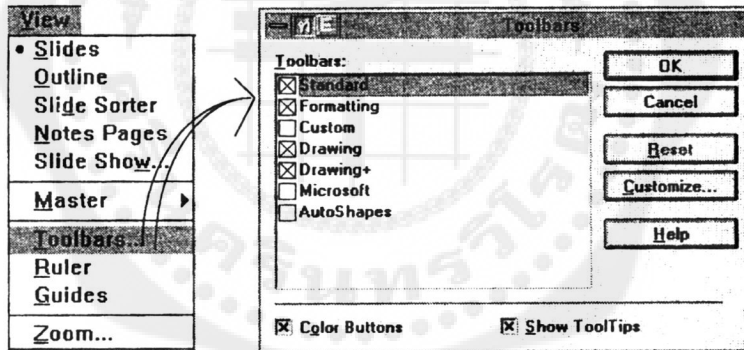 View
Slides
Outline
Slide Sorter
Notes Pages
Slide Show...
Master
Toolbars...
Ruler
Guides
Zoom...
Toolbars
Toolbars:
Standard
Formatting
Custom
Drawing
Drawing+
Microsoft
AutoShapes
OK
Cancel
Reset
Customize...
Help
Color Buttons
Show ToolTips